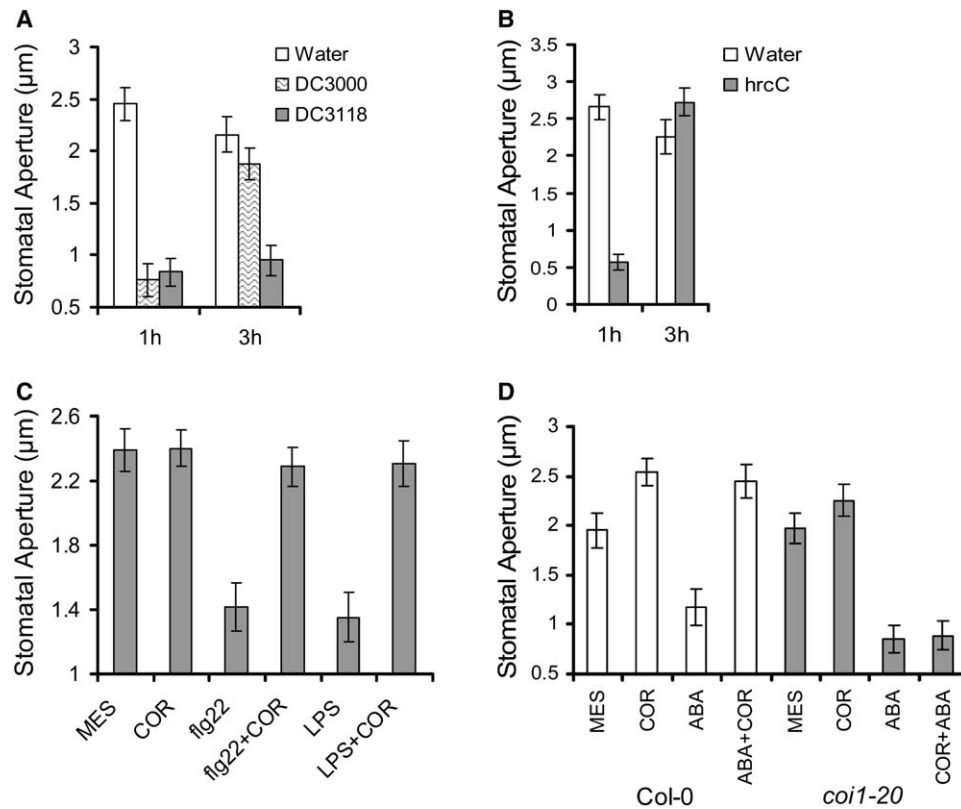 A
Stomatal Aperture (µm)
3
2.5
2
1.5
1
0.5
Water
DC3000
DC3118
1h
3h
B
Stomatal Aperture (µm)
3.5
3
2.5
2
1.5
1
0.5
0
Water
hrcC
1h
3h
C
Stomatal Aperture (µm)
2.6
2.2
1.8
1.4
1
MES
COR
flg22
flg22+COR
LPS
LPS+COR
D
Stomatal Aperture (µm)
3
2.5
2
1.5
1
0.5
MES
COR
ABA
ABA+COR
MES
COR
ABA
COR+ABA
Col-0
coi1-20